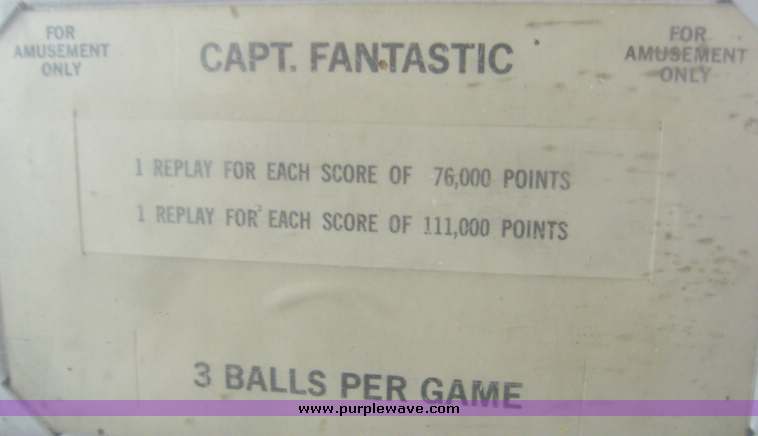 FOR
AMUSEMENT
ONLY
CAPT. FANTASTIC
FOR
AMUSEMENT
ONLY
1 REPLAY FOR EACH SCORE OF 76,000 POINTS
1 REPLAY FOR EACH SCORE OF 111,000 POINTS
3 BALLS PER GAME
www.purplewave.com